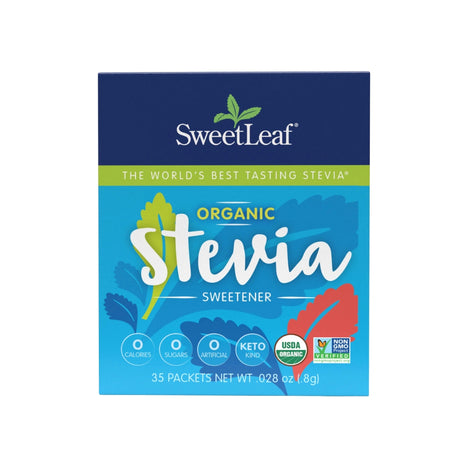 SweetLeaf®
THE WORLD'S BEST TASTING STEVIA®
ORGANIC
Stevia
SWEETENER
0 CALORIES
0 SUGARS
0 ARTIFICIAL
KETO KIND
USDA ORGANIC
NON GMO Project VERIFIED
35 PACKETS NET WT .028 oz (.8g)